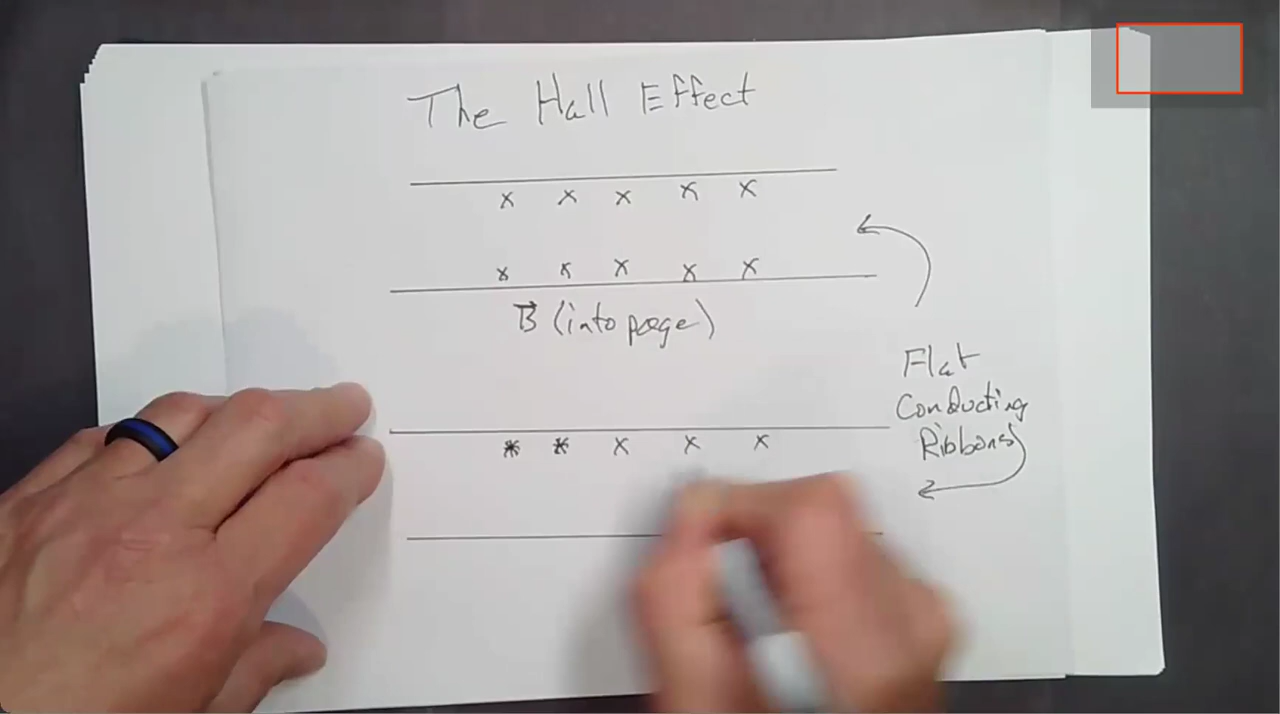 The Hall Effect
x x x x x
x x x x x
B⃗ (into page)
Flat
Conducting
Ribbons
* * x x x